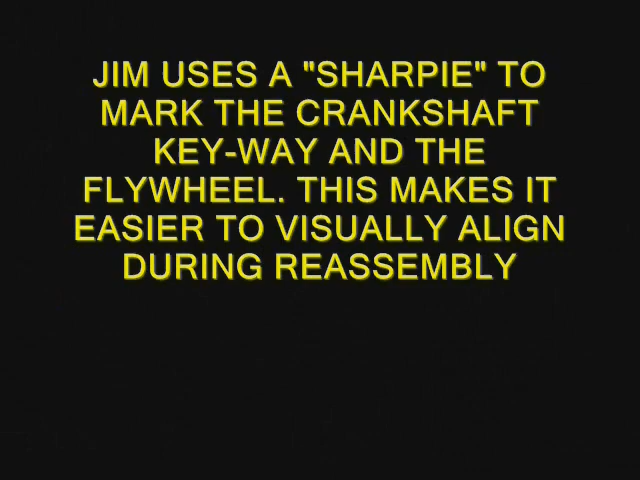 JIM USES A "SHARPIE" TO
MARK THE CRANKSHAFT
KEY-WAY AND THE
FLYWHEEL. THIS MAKES IT
EASIER TO VISUALLY ALIGN
DURING REASSEMBLY